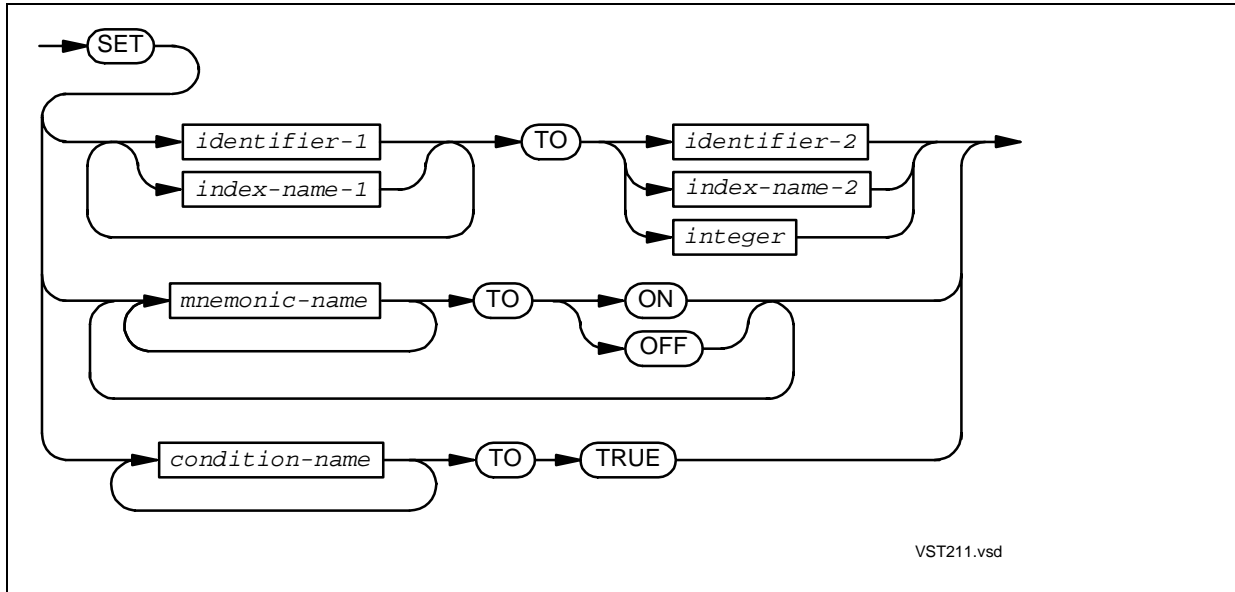 SET
identifier-1 TO identifier-2
index-name-1 index-name-2
integer
mnemonic-name TO ON
OFF
condition-name TO TRUE
VST211.vsd